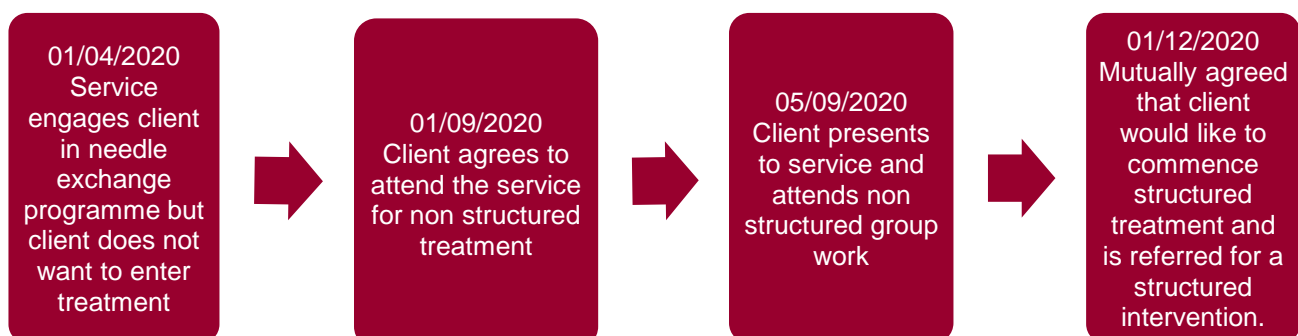 01/04/2020
Service
engages client
in needle
exchange
programme but
client does not
want to enter
treatment
01/09/2020
Client agrees to
attend the service
for non structured
treatment
05/09/2020
Client presents
to service and
attends non
structured group
work
01/12/2020
Mutually agreed
that client
would like to
commence
structured
treatment and
is referred for a
structured
intervention.